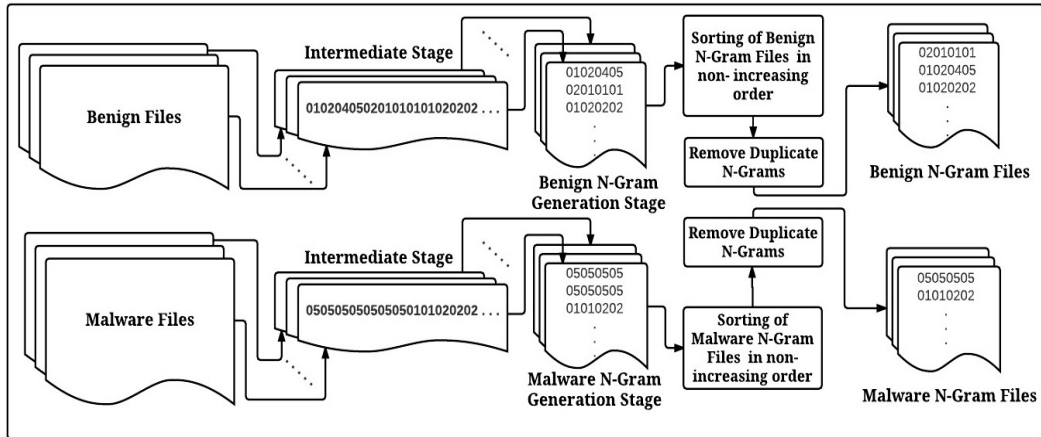 Benign Files
Intermediate Stage
01020405020101010101020202 . . .
01020405
02010101
01020202
Benign N-Gram
Generation Stage
Sorting of Benign
N-Gram Files in
non- increasing
order
Remove Duplicate
N-Grams
02010101
01020405
01020202
Benign N-Gram Files
Malware Files
Intermediate Stage
0505050505050501010202020 . . .
05050505
05050505
01010202
Malware N-Gram
Generation Stage
Remove Duplicate
N-Grams
Sorting of
Malware N-Gram
Files in non-
increasing order
05050505
01010202
Malware N-Gram Files